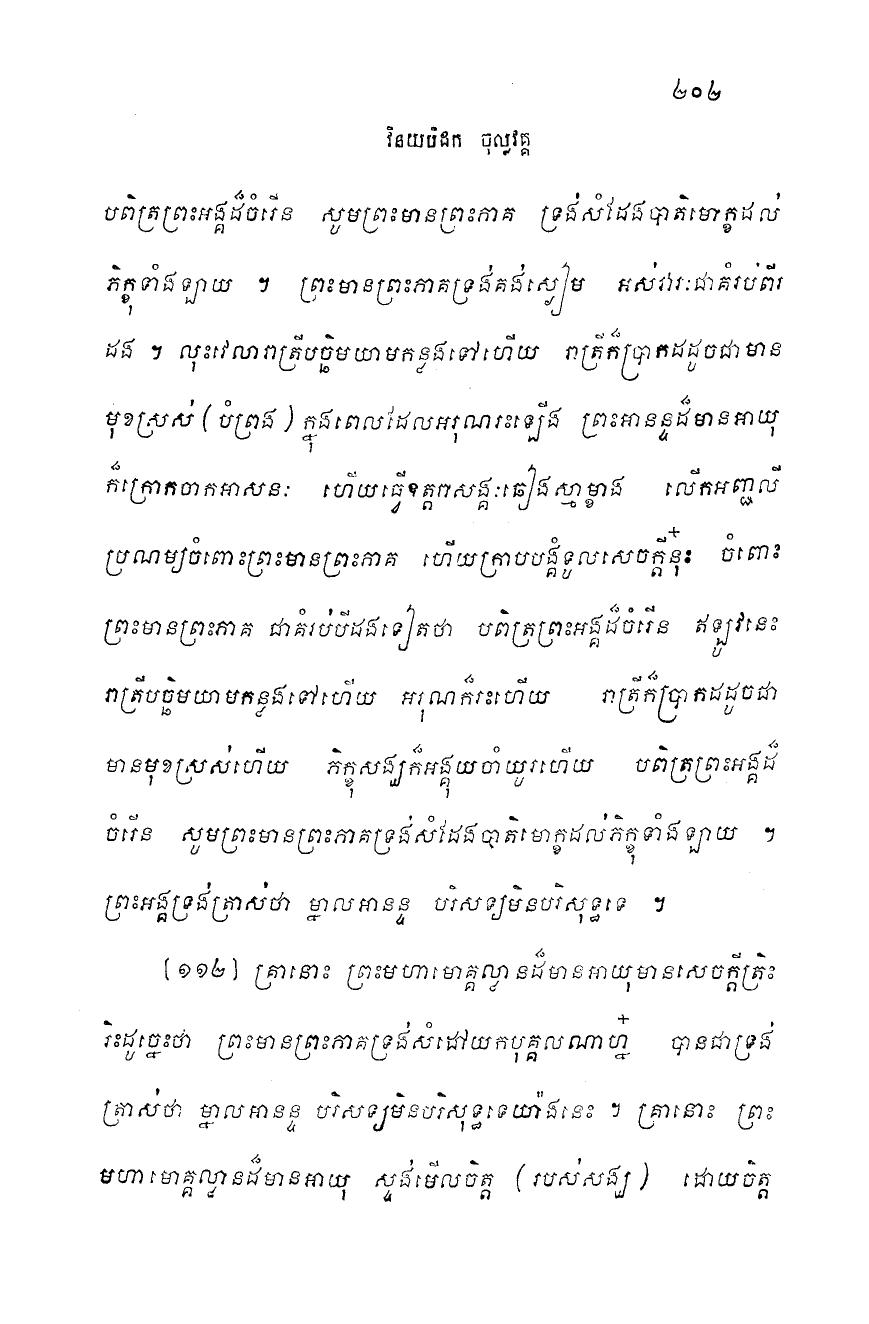 ២០២
វិនយបិដក ចុល្លវគ្គ
បពិត្រព្រះអង្គដ៏ចំរើន សូមព្រះមានព្រះភាគ ទ្រង់សំដែងបាតិមោក្ខដល់
ភិក្ខុទាំងឡាយ ។ ព្រះមានព្រះភាគទ្រង់គង់ស្ងៀម អស់វារៈជាគំរប់ពីរ
ដង ។ លុះវេលារាត្រីបច្ឆិមយាមកន្លងទៅហើយ រាត្រីក៏ប្រាកដដូចជាមាន
មុខស្រស់ (បំព្រង) ក្នុងពេលដែលអរុណរះឡើង ព្រះអានន្ទដ៏មានអាយុ
ក៏ក្រោកចាកអាសនៈ ហើយធ្វើឧត្តរាសង្គៈឆៀងស្មាម្ខាង លើកអញ្ជលី
ប្រណម្យចំពោះព្រះមានព្រះភាគ ហើយក្រាបបង្គំទូលសេចក្តីនុ៎ះ ចំពោះ
ព្រះមានព្រះភាគ ជាគំរប់បីដងទៀតថា បពិត្រព្រះអង្គដ៏ចំរើន ឥឡូវនេះ
រាត្រីបច្ឆិមយាមកន្លងទៅហើយ អរុណក៏រះហើយ រាត្រីក៏ប្រាកដដូចជា
មានមុខស្រស់ហើយ ភិក្ខុសង្ឃក៏អង្គុយចាំយូរហើយ បពិត្រព្រះអង្គដ៏
ចំរើន សូមព្រះមានព្រះភាគទ្រង់សំដែងបាតិមោក្ខដល់ភិក្ខុទាំងឡាយ ។
ព្រះអង្គទ្រង់ត្រាស់ថា ម្នាលអានន្ទ បរិសទ្យមិនបរិសុទ្ធទេ ។
(១១២) គ្រានោះ ព្រះមហាមោគ្គល្លានដ៏មានអាយុមានសេចក្តីត្រិះ
រិះដូច្នេះថា ព្រះមានព្រះភាគទ្រង់សំដៅយកបុគ្គលណាហ្ន៎ បានជាទ្រង់
ត្រាស់ថា ម្នាលអានន្ទ បរិសទ្យមិនបរិសុទ្ធទេយ៉ាងនេះ ។ គ្រានោះ ព្រះ
មហាមោគ្គល្លានដ៏មានអាយុ ស្ទង់មើលចិត្ត (របស់សង្ឃ) ដោយចិត្ត